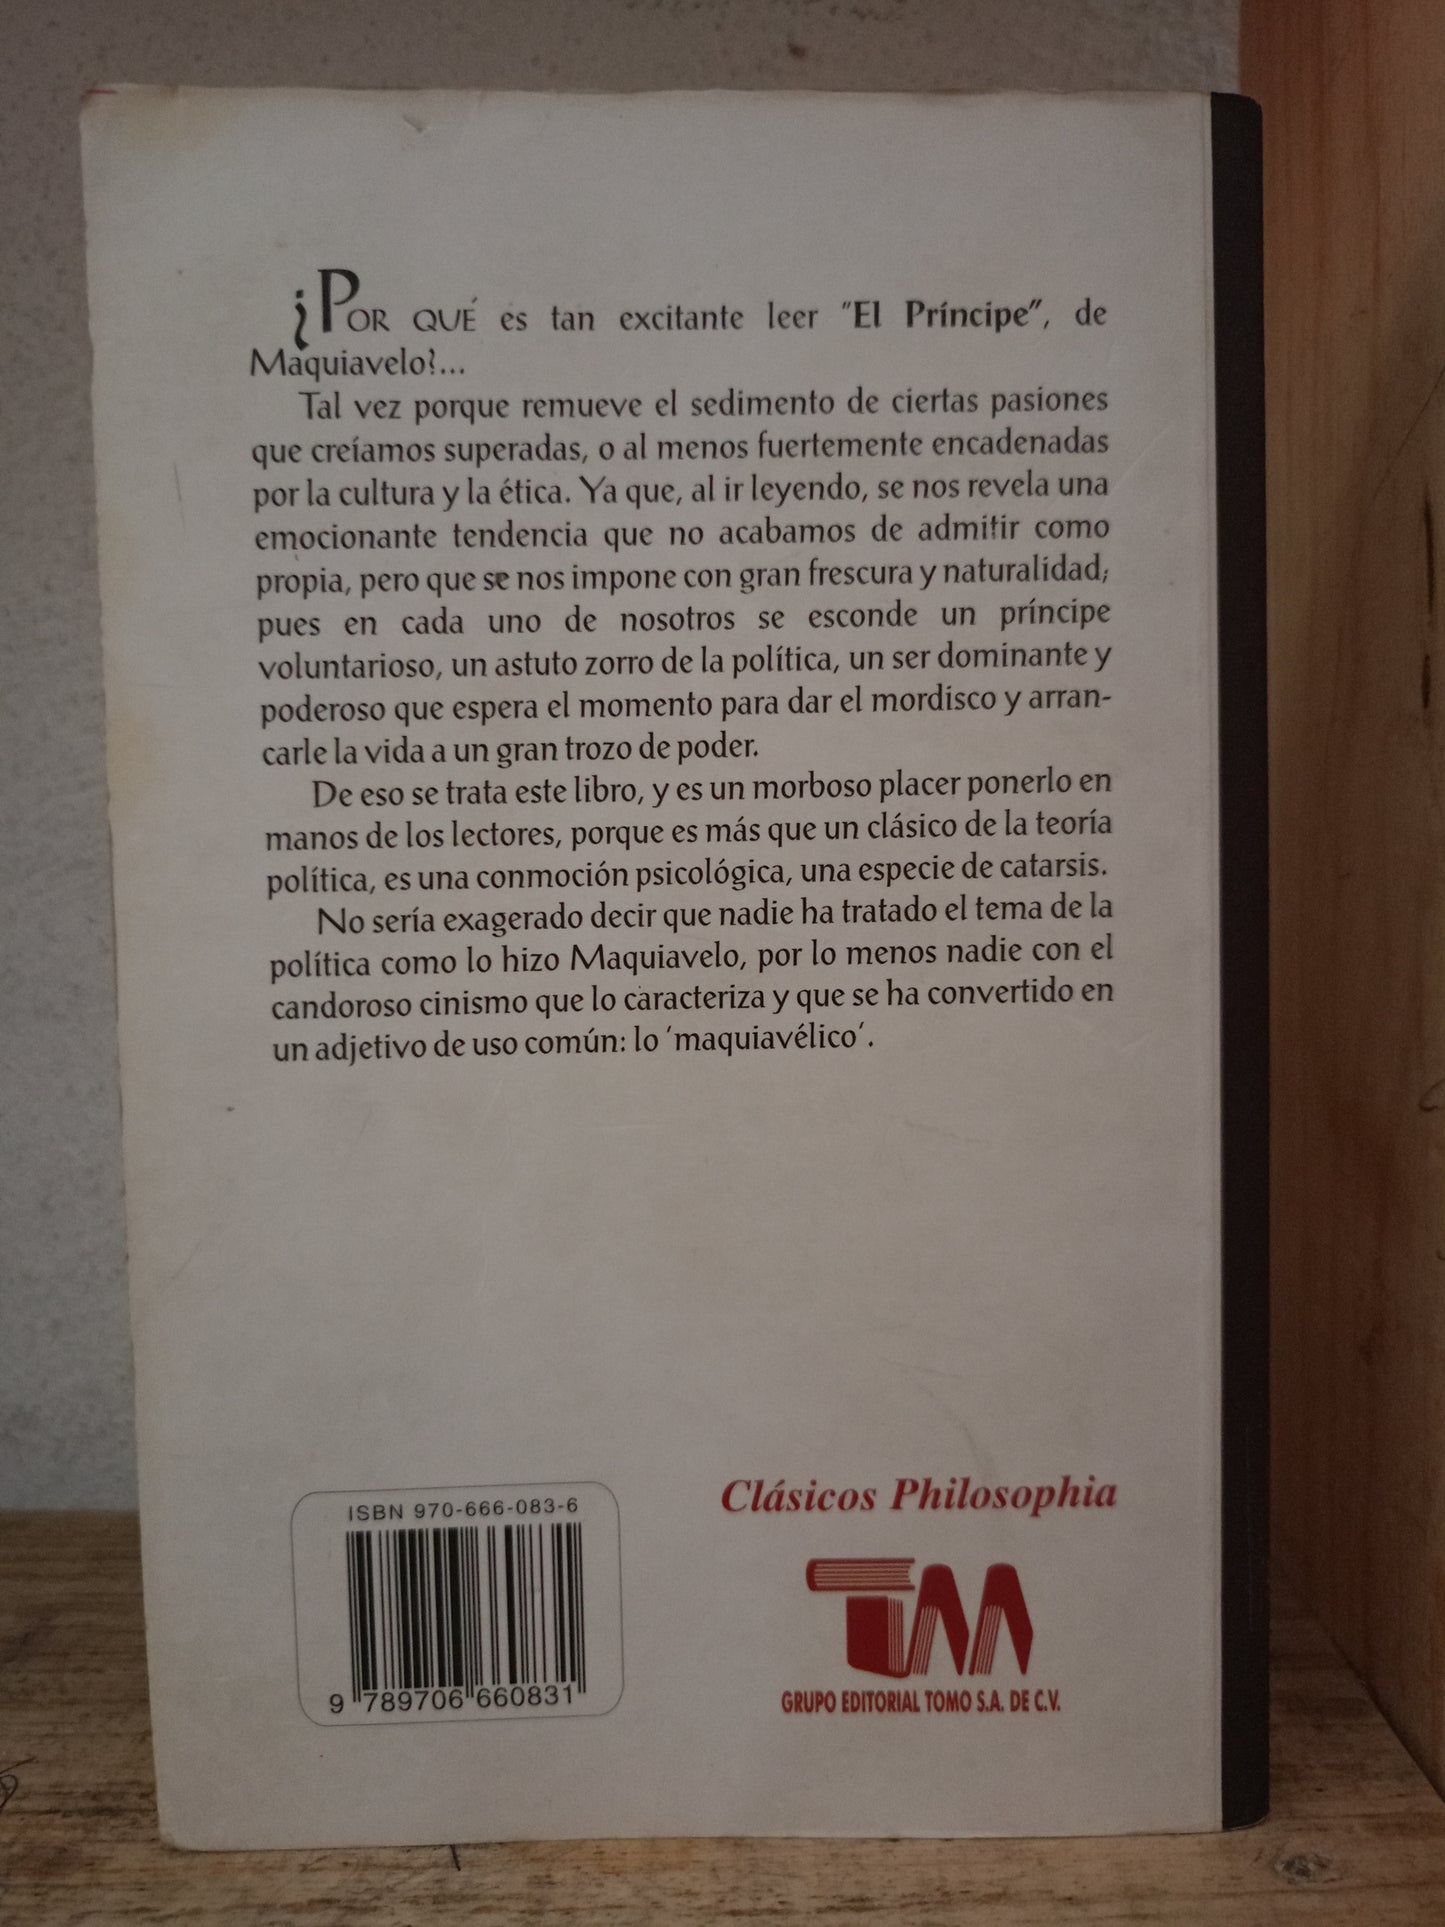 ¿POR QUÉ es tan excitante leer "El Príncipe", de
Maquiavelo?...
Tal vez porque remueve el sedimento de ciertas pasiones
que creíamos superadas, o al menos fuertemente encadenadas
por la cultura y la ética. Ya que, al ir leyendo, se nos revela una
emocionante tendencia que no acabamos de admitir como
propia, pero que se nos impone con gran frescura y naturalidad;
pues en cada uno de nosotros se esconde un príncipe
voluntarioso, un astuto zorro de la política, un ser dominante y
poderoso que espera el momento para dar el mordisco y arran-
carle la vida a un gran trozo de poder.
De eso se trata este libro, y es un morboso placer ponerlo en
manos de los lectores, porque es más que un clásico de la teoría
política, es una conmoción psicológica, una especie de catarsis.
No sería exagerado decir que nadie ha tratado el tema de la
política como lo hizo Maquiavelo, por lo menos nadie con el
candoroso cinismo que lo caracteriza y que se ha convertido en
un adjetivo de uso común: lo 'maquiavélico'.
ISBN 970-666-083-6
9 789706 660831
Clásicos Philosophia
TM
GRUPO EDITORIAL TOMO S.A. DE C.V.